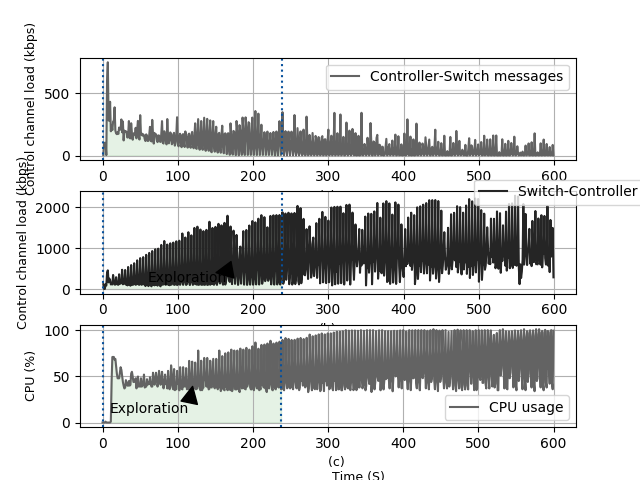 Control channel load (kbps)
500
0
Controller-Switch messages
0 100 200 300 400 500 600
Control channel load (kbps)
2000
1000
0
Switch-Controller
Exploration
0 100 200 300 400 500 600
CPU (%)
100
50
0
Exploration
CPU usage
0 100 200 300 400 500 600
(c)
Time (S)